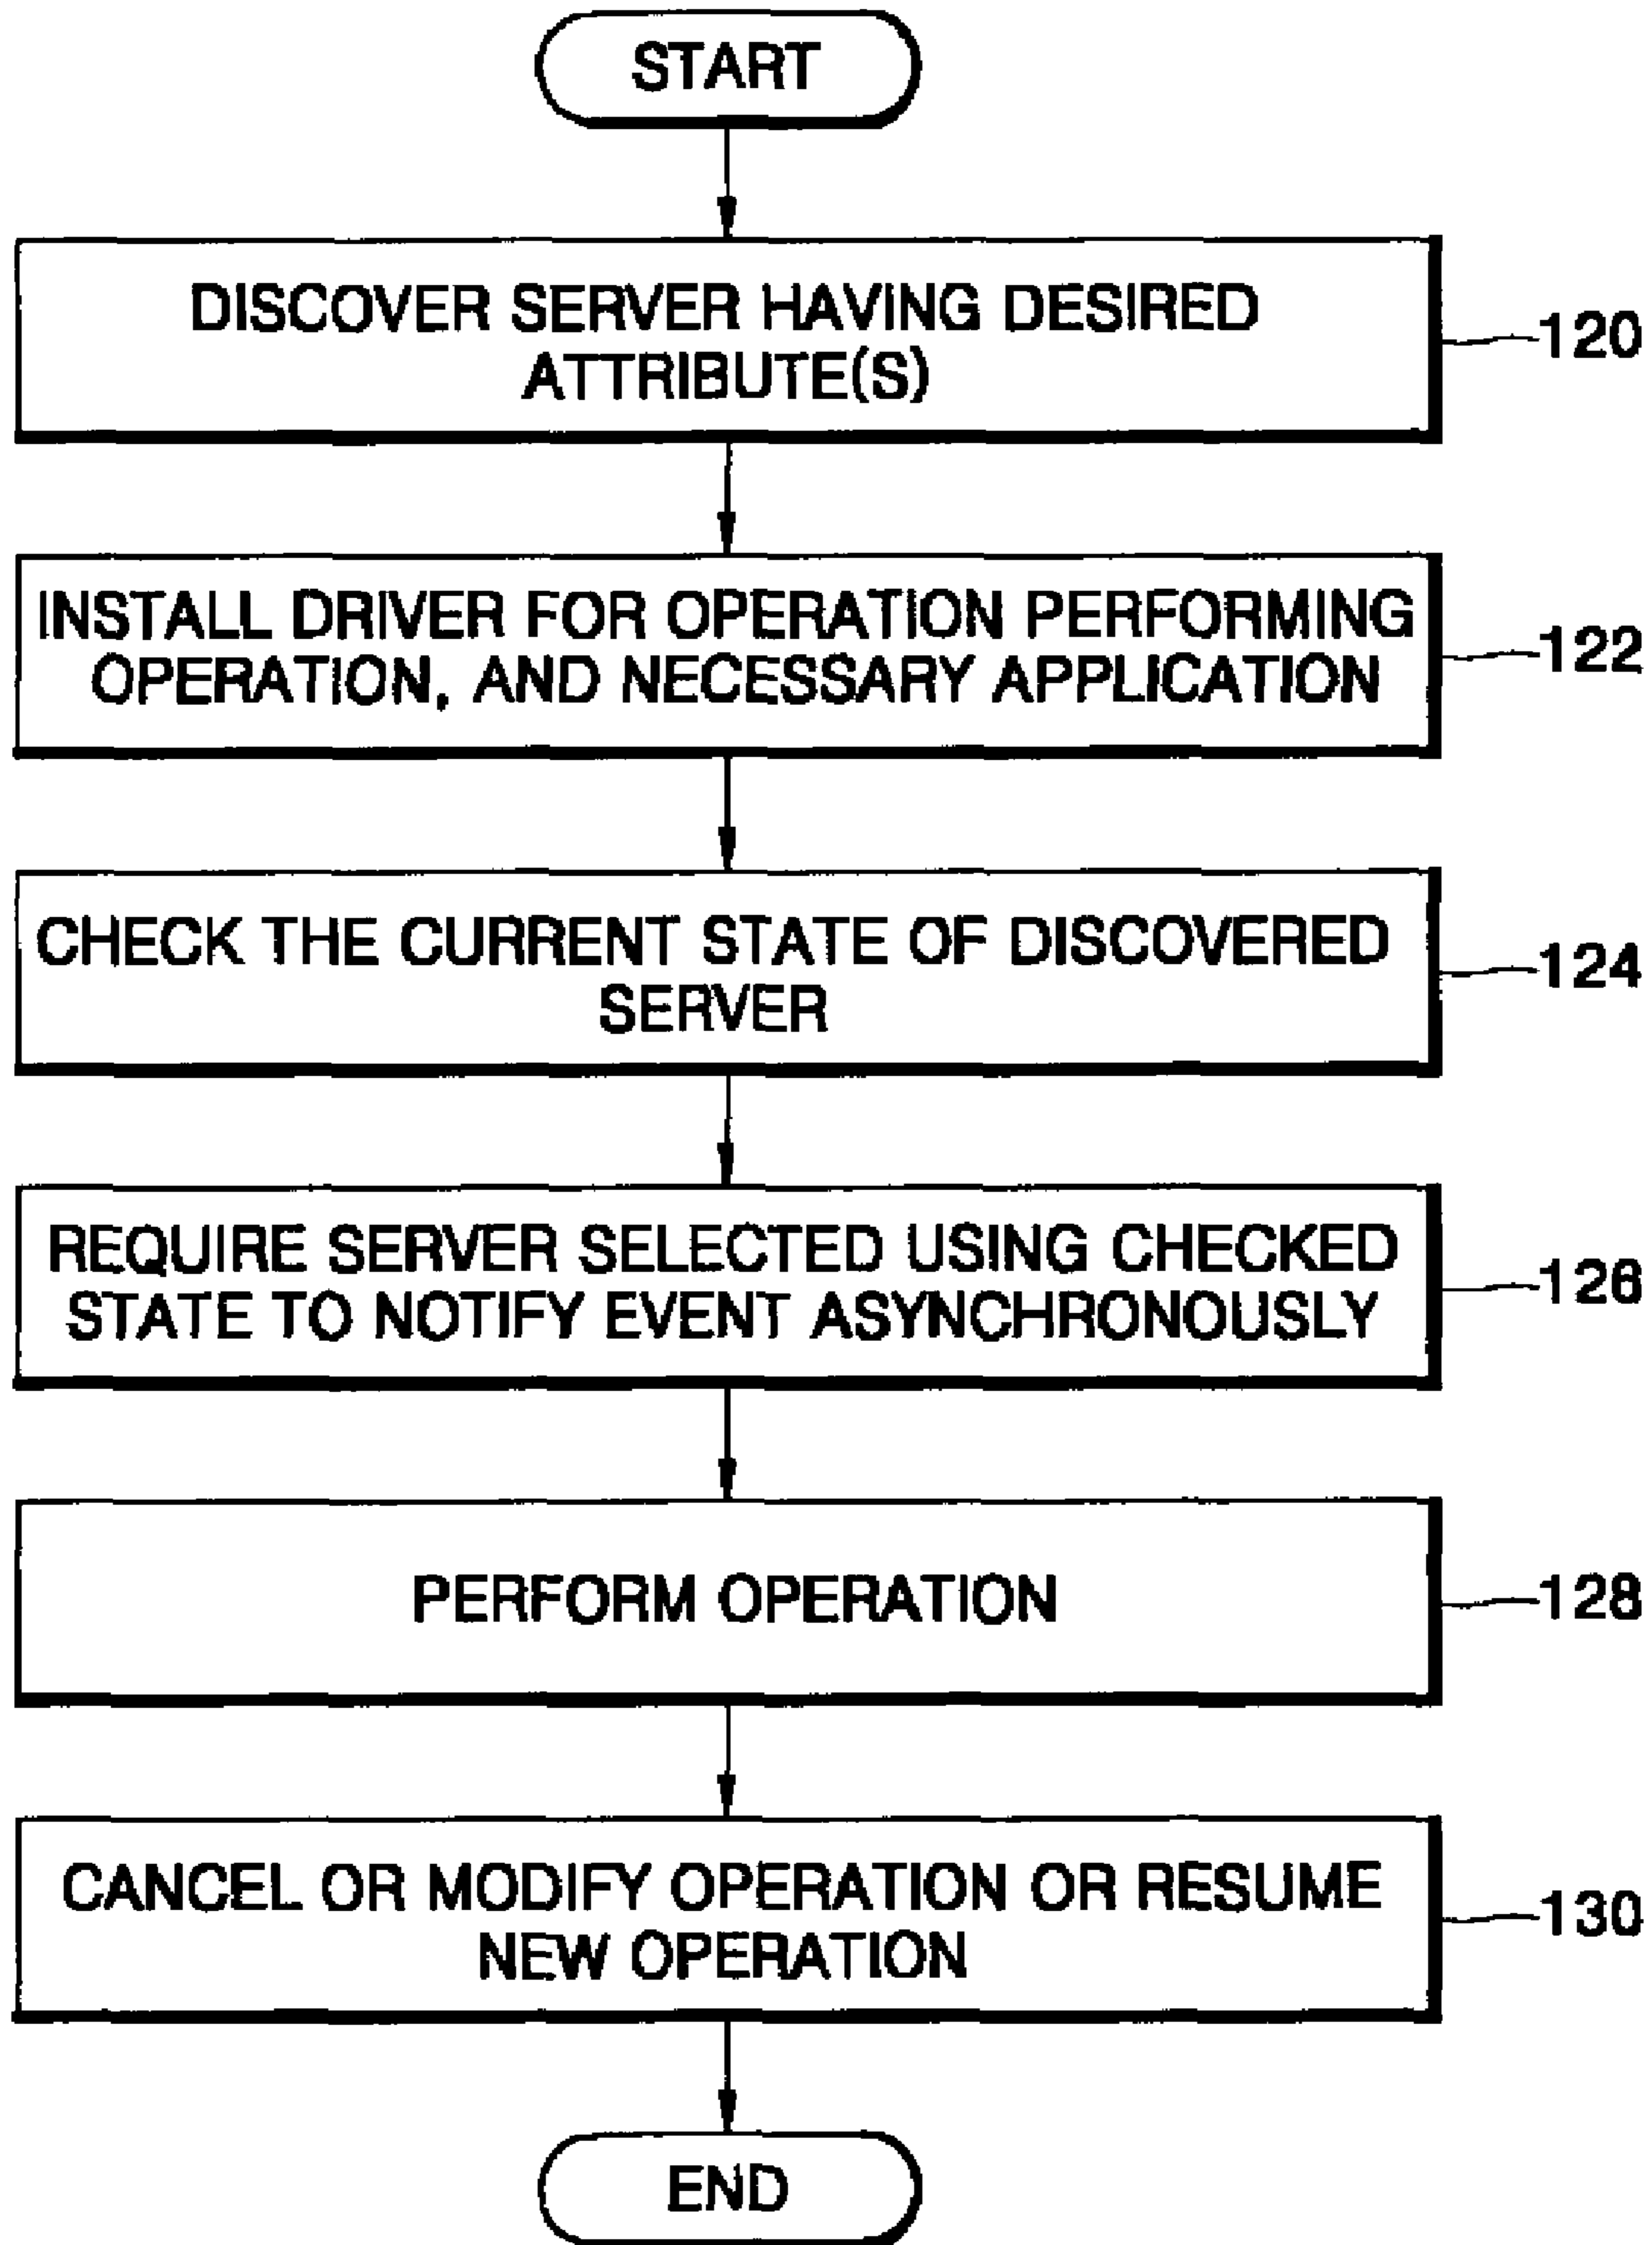 START
DISCOVER SERVER HAVING DESIRED
ATTRIBUTE(S)
120
INSTALL DRIVER FOR OPERATION PERFORMING
OPERATION, AND NECESSARY APPLICATION
122
CHECK THE CURRENT STATE OF DISCOVERED
SERVER
124
REQUIRE SERVER SELECTED USING CHECKED
STATE TO NOTIFY EVENT ASYNCHRONOUSLY
126
PERFORM OPERATION
128
CANCEL OR MODIFY OPERATION OR RESUME
NEW OPERATION
130
END